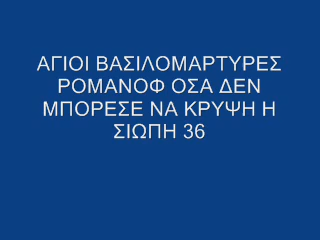 ΑΓΙΟΙ ΒΑΣΙΛΟΜΑΡΤΥΡΕΣ
ΡΟΜΑΝΟΦ ΟΣΑ ΔΕΝ
ΜΠΟΡΕΣΕ ΝΑ ΚΡΥΨΗ Η
ΣΙΩΠΗ 36